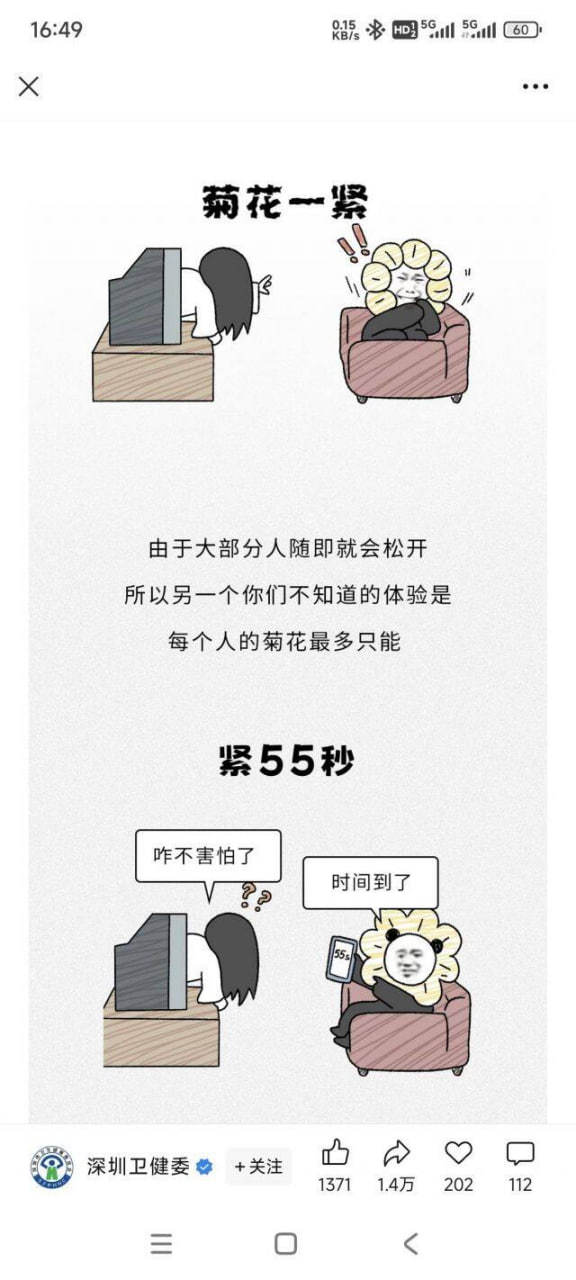 16:49
0.15 KB/s HD 1 2 5G 5G 60
菊花一紧
由于大部分人随即就会松开
所以另一个你们不知道的体验是
每个人的菊花最多只能
紧55秒
咋不害怕了
时间到了
??
55s
深圳卫健委
+关注
1371
1.4万
202
112